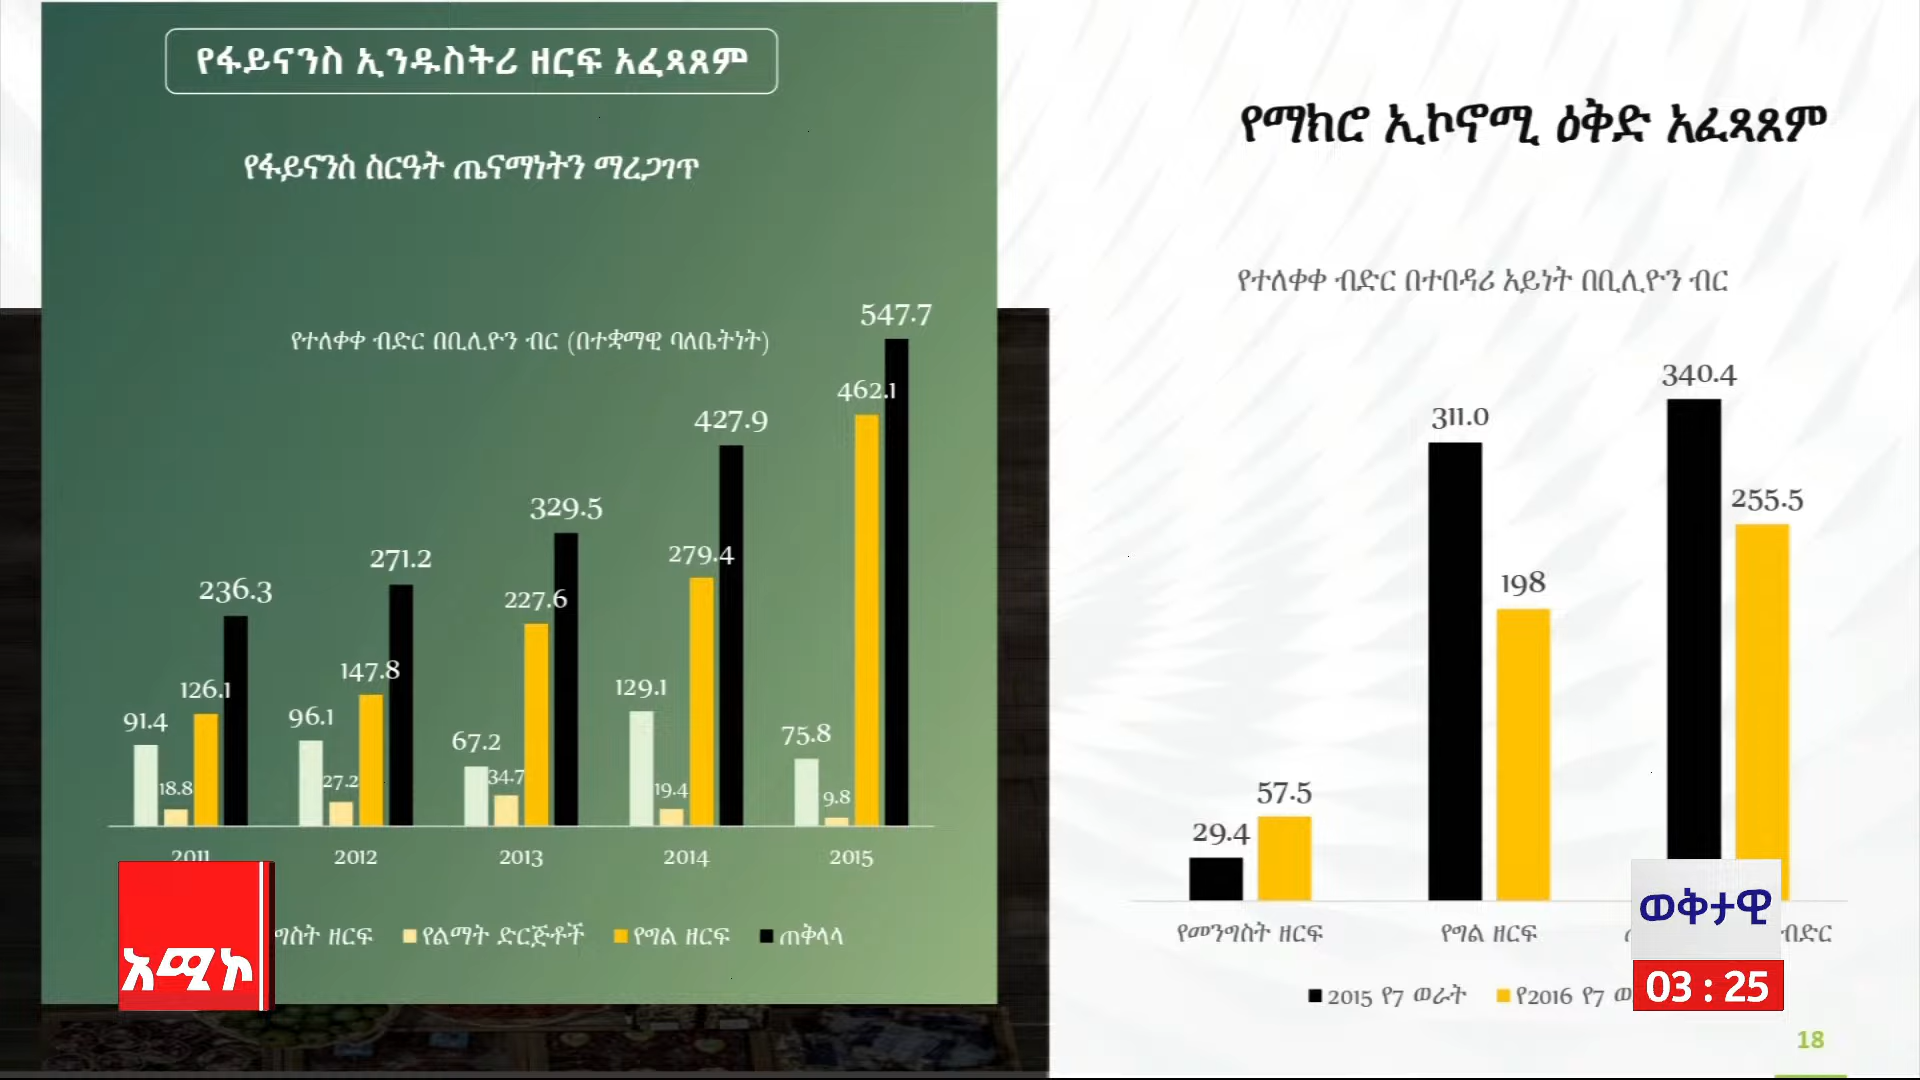 የፋይናንስ ኢንዱስትሪ ዘርፍ አፈጻጸም
የፋይናንስ ስርዓት ጤናማነትን ማረጋገጥ
የተለቀቀ ብድር በቢሊዮን ብር (በተቋማዊ ባለቤትነት)
547.7
462.1
427.9
329.5
279.4
271.2
236.3
227.6
147.8
126.1
129.1
91.4
96.1
67.2
75.8
18.8
27.2
34.7
19.4
9.8
2011 2012 2013 2014 2015
ግስት ዘርፍ የልማት ድርጅቶች የግል ዘርፍ ጠቅላላ
አሚኮ
የማክሮ ኢኮኖሚ ዕቅድ አፈጻጸም
የተለቀቀ ብድር በተበዳሪ አይነት በቢሊዮን ብር
340.4
311.0
255.5
198
57.5
29.4
የመንግስት ዘርፍ የግል ዘርፍ ብድር
2015 የ7 ወራት የ2016 የ7 ወ
ወቅታዊ
03 : 25
18